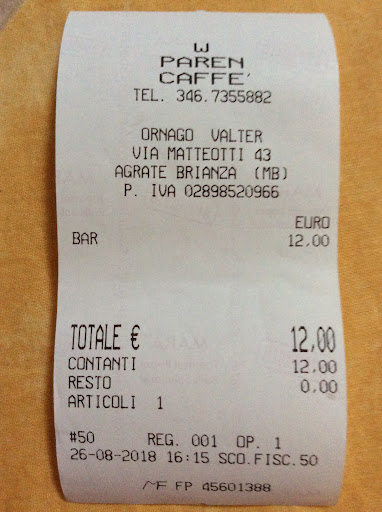 W
PAREN
CAFFE'
TEL. 346.7355882
ORNAGO VALTER
VIA MATTEOTTI 43
AGRATE BRIANZA (MB)
P. IVA 02898520966
EURO
BAR 12,00
TOTALE € 12,00
CONTANTI 12,00
RESTO 0,00
ARTICOLI 1
#50 REG. 001 OP. 1
26-08-2018 16:15 SCO.FISC.50
MF FP 45601388